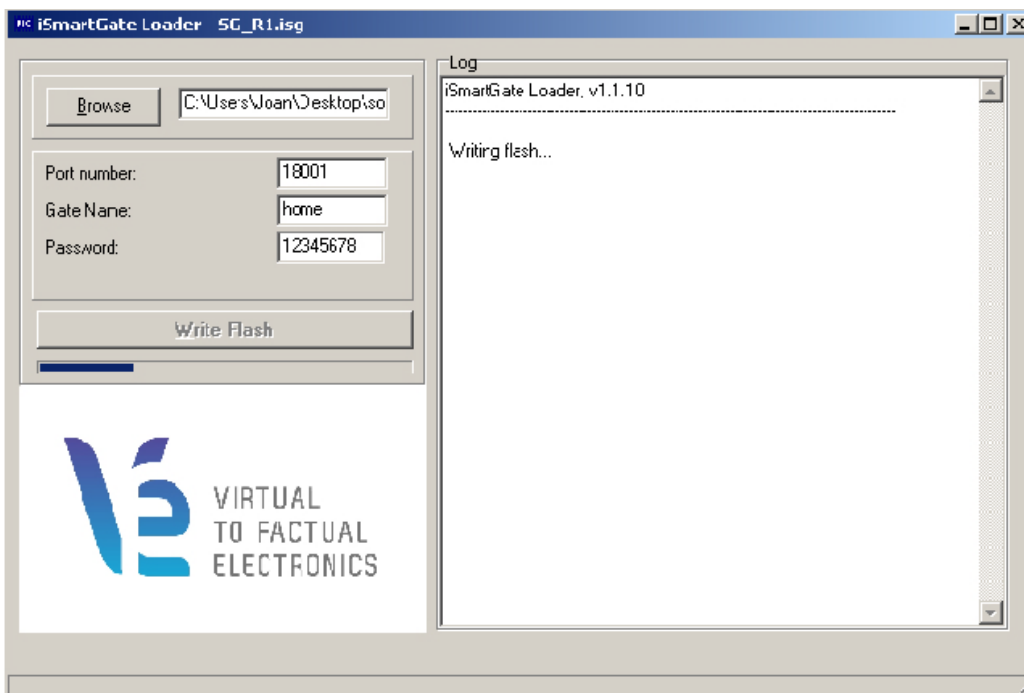 PIC iSmartGate Loader SG_R1.isg
Browse
C:\Users\Joan\Desktop\so
Port number:
18001
Gate Name:
home
Password:
12345678
Write Flash
VIRTUAL
TO FACTUAL
ELECTRONICS
Log
iSmartGate Loader, v1.1.10
Writing flash...